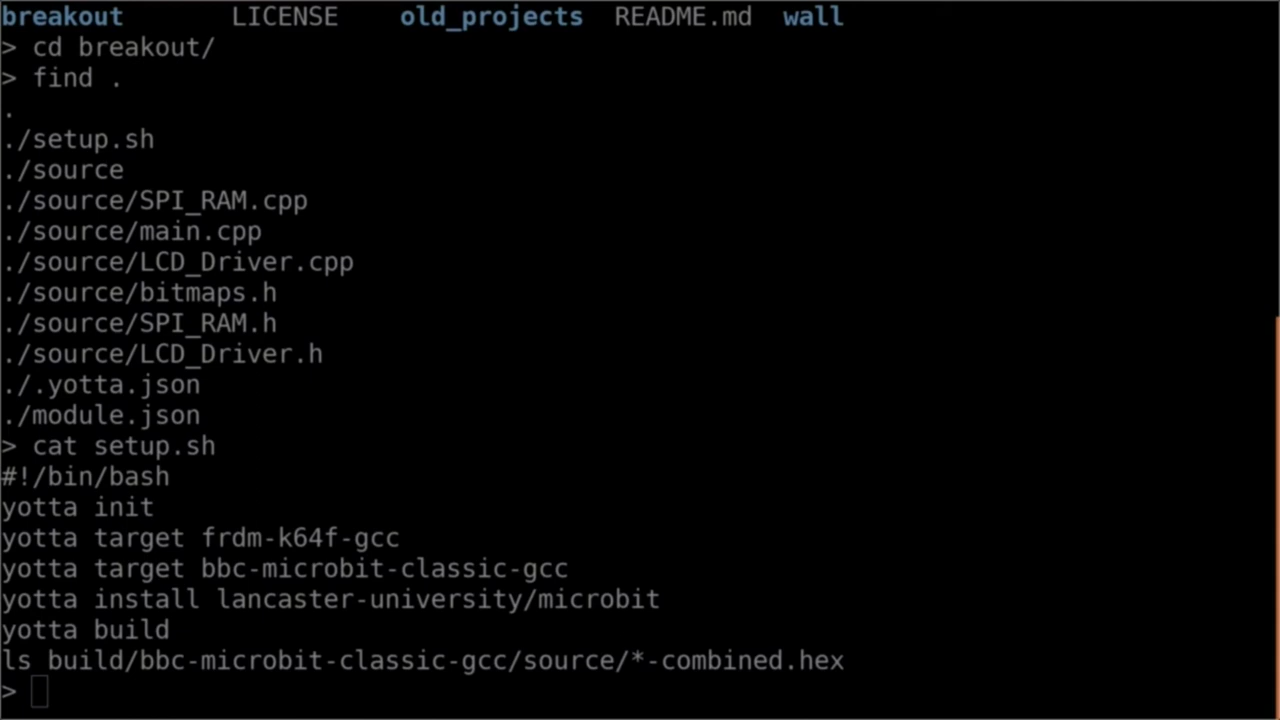 breakout LICENSE old_projects README.md wall
> cd breakout/
> find .
.
./setup.sh
./source
./source/SPI_RAM.cpp
./source/main.cpp
./source/LCD_Driver.cpp
./source/bitmaps.h
./source/SPI_RAM.h
./source/LCD_Driver.h
./.yotta.json
./module.json
> cat setup.sh
#!/bin/bash
yotta init
yotta target frdm-k64f-gcc
yotta target bbc-microbit-classic-gcc
yotta install lancaster-university/microbit
yotta build
ls build/bbc-microbit-classic-gcc/source/*-combined.hex
>